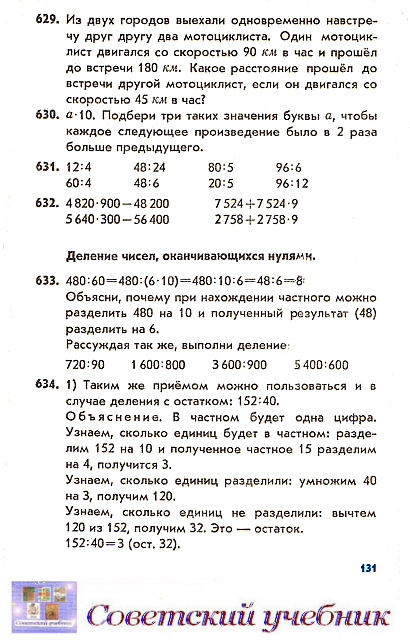 629. Из двух городов выехали одновременно навстре-
чу друг другу два мотоциклиста. Один мотоцик-
лист двигался со скоростью 90 км в час и прошёл
до встречи 180 км. Какое расстояние прошёл до
встречи другой мотоциклист, если он двигался со
скоростью 45 км в час?
630. a·10. Подбери три таких значения буквы a, чтобы
каждое следующее произведение было в 2 раза
больше предыдущего.
631. 12:4 48:24 80:5 96:6
60:4 48:6 20:5 96:12
632. 4 820·900—48 200 7 524+7 524·9
5 640·300—56 400 2 758+2 758·9
Деление чисел, оканчивающихся нулями.
633. 480:60=480:(6·10)=480:10:6=48:6=8
Объясни, почему при нахождении частного можно
разделить 480 на 10 и полученный результат (48)
разделить на 6.
Рассуждая так же, выполни деление:
720:90 1 600:800 3 600:900 5 400:600
634. 1) Таким же приёмом можно пользоваться и в
случае деления с остатком: 152:40.
Объяснение. В частном будет одна цифра.
Узнаем, сколько единиц будет в частном: разде-
лим 152 на 10 и полученное частное 15 разделим
на 4, получится 3.
Узнаем, сколько единиц разделили: умножим 40
на 3, получим 120.
Узнаем, сколько единиц не разделили: вычтем
120 из 152, получим 32. Это — остаток.
152:40=3 (ост. 32).
131
Советский учебник
Советский учебник